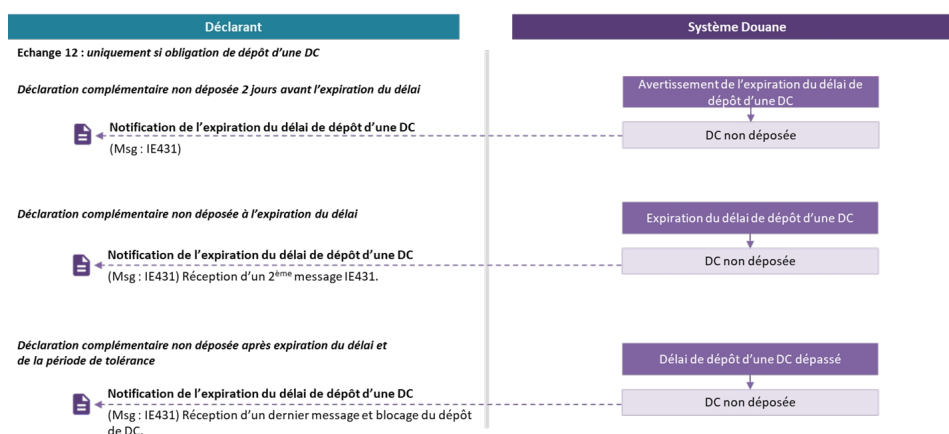 Déclarant
Système Douane
Echange 12 : uniquement si obligation de dépôt d'une DC
Déclaration complémentaire non déposée 2 jours avant l'expiration du délai
Avertissement de l'expiration du délai de
dépôt d'une DC
Notification de l'expiration du délai de dépôt d'une DC
(Msg : IE431)
DC non déposée
Déclaration complémentaire non déposée à l'expiration du délai
Expiration du délai de dépôt d'une DC
Notification de l'expiration du délai de dépôt d'une DC
(Msg : IE431) Réception d'un 2ème message IE431.
DC non déposée
Déclaration complémentaire non déposée après expiration du délai et
de la période de tolérance
Délai de dépôt d'une DC dépassé
Notification de l'expiration du délai de dépôt d'une DC
(Msg : IE431) Réception d'un dernier message et blocage du dépôt
de DC.
DC non déposée